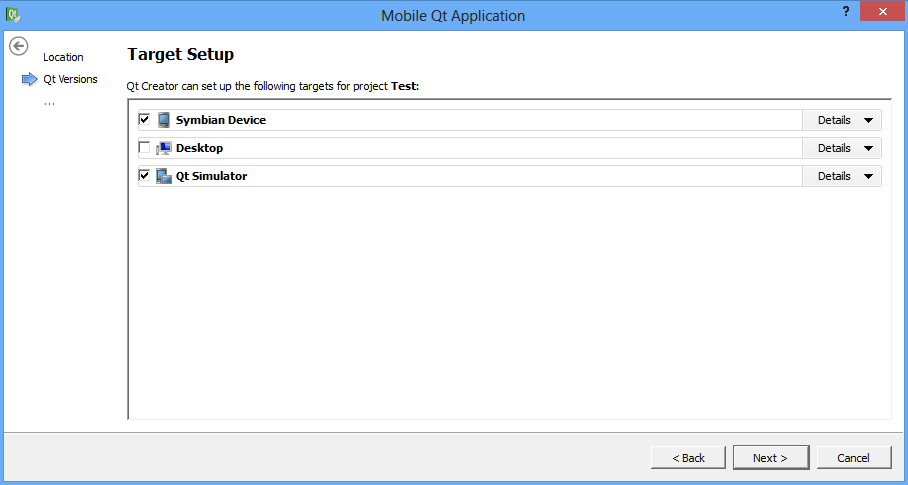 Mobile Qt Application
?
Location
Qt Versions
...
Target Setup
Qt Creator can set up the following targets for project Test:
Symbian Device Details
Desktop Details
Qt Simulator Details
< Back Next > Cancel